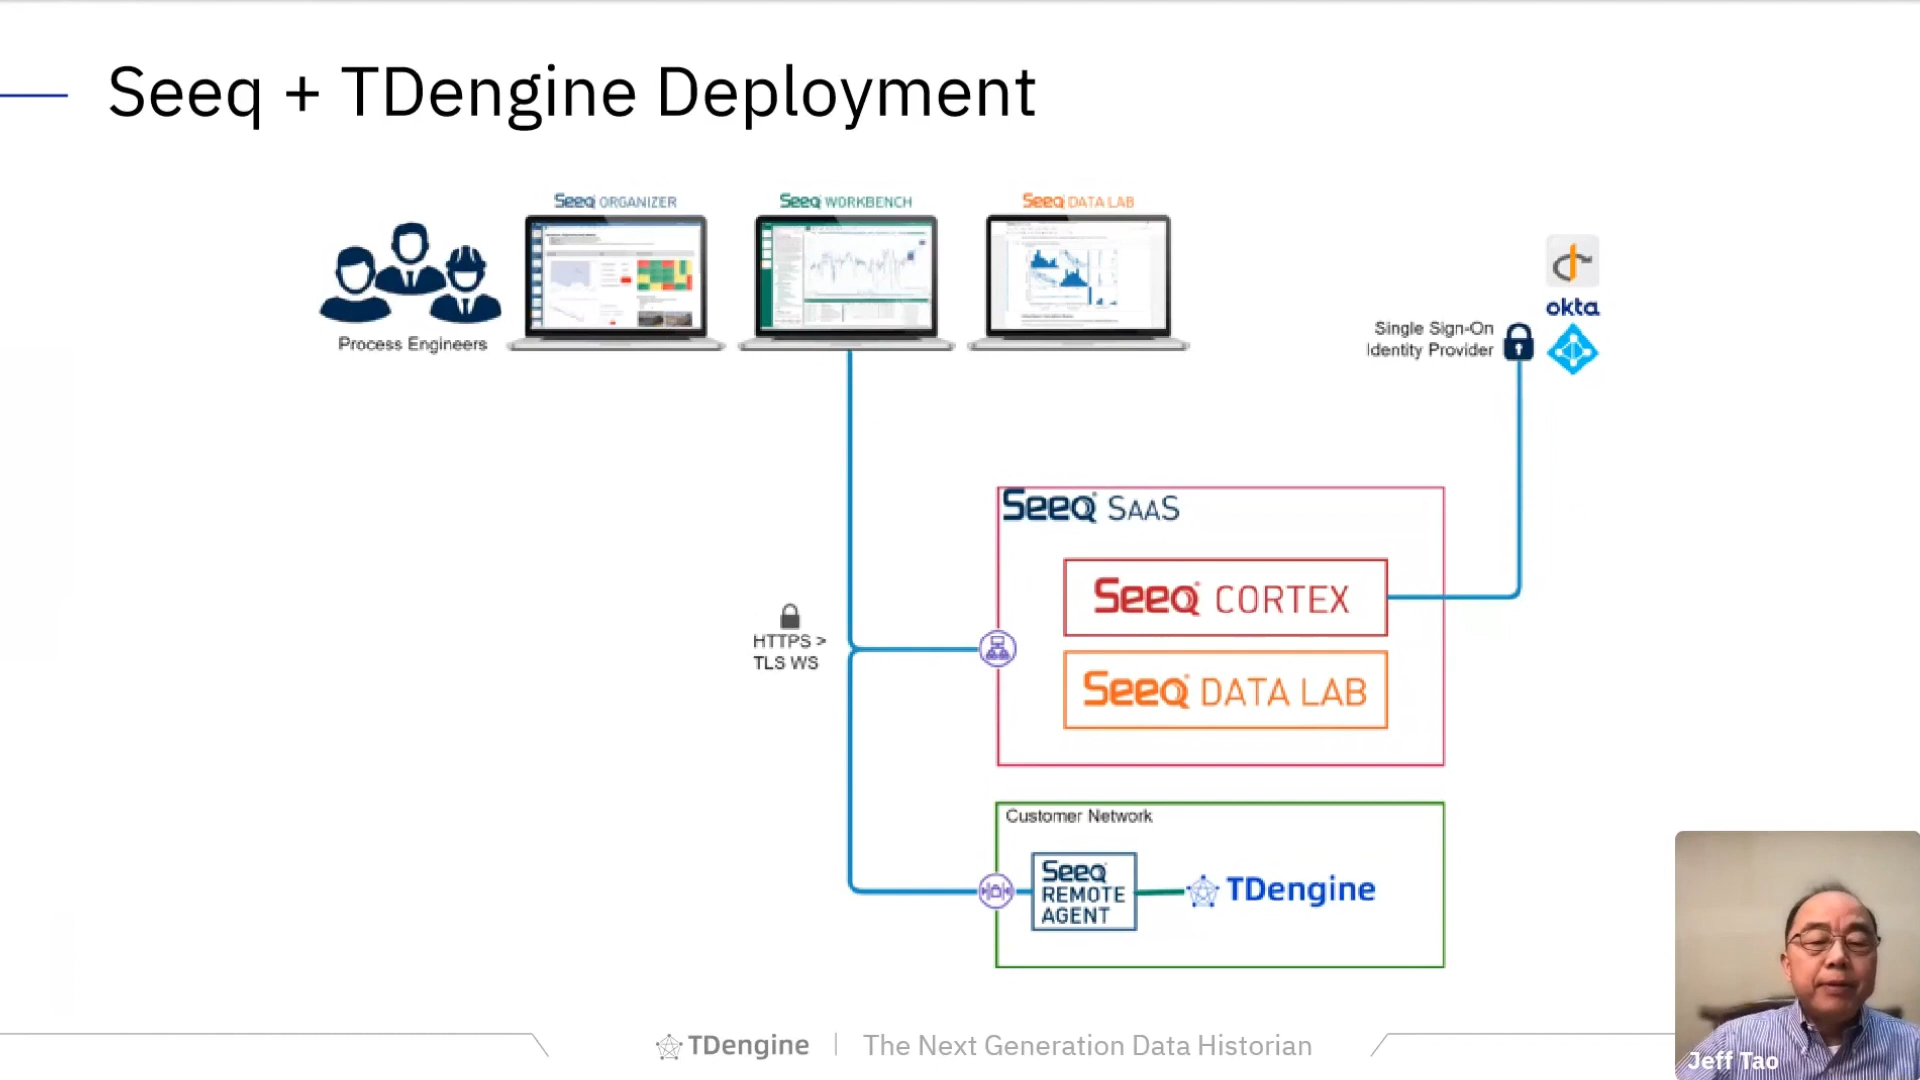 Seeq + TDengine Deployment
Seeq ORGANIZER
Seeq WORKBENCH
Seeq DATA LAB
Process Engineers
okta
Single Sign-On
Identity Provider
Seeq SAAS
Seeq CORTEX
Seeq DATA LAB
HTTPS >
TLS WS
Customer Network
Seeq
REMOTE
AGENT
TDengine
TDengine | The Next Generation Data Historian
Jeff Tao